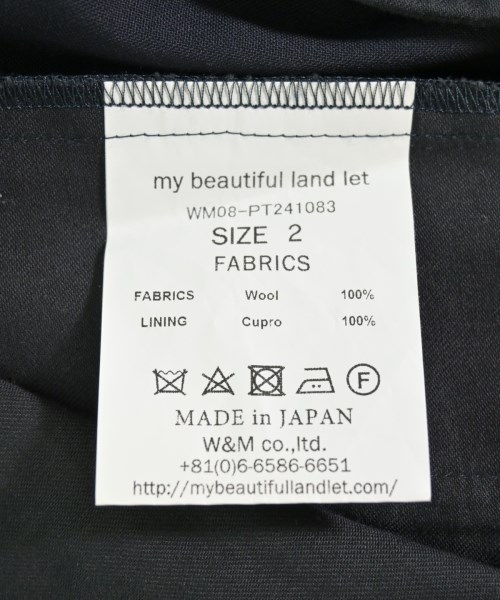 my beautiful land let
WM08-PT241083
SIZE 2
FABRICS
FABRICS Wool 100%
LINING Cupro 100%
F
MADE in JAPAN
W&M co.,ltd.
+81(0)6-6586-6651
http://mybeautifullandlet.com/